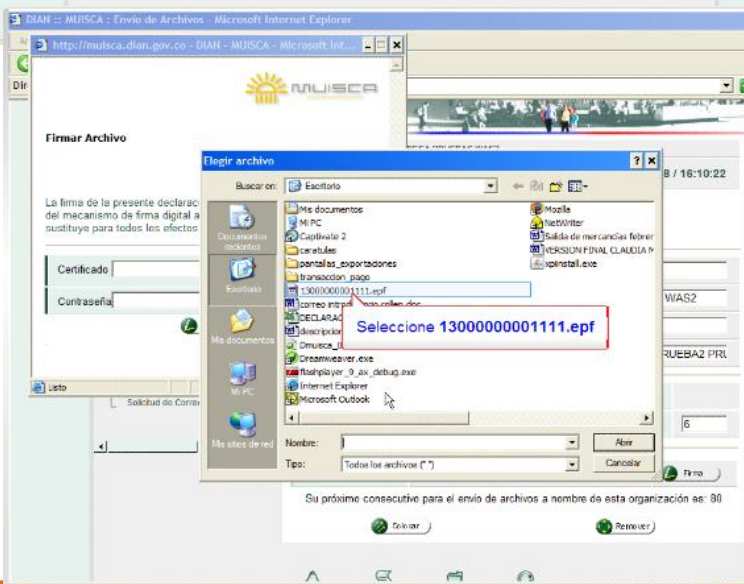 DIAN :: MUISCA : Envío de Archivos - Microsoft Internet Explorer
http://muisca.dian.gov.co - DIAN - MUISCA - Microsoft Int...
Dir
MUISCA
Firmar Archivo
8 / 16:10:22
La firma de la presente declarac
del mecanismo de firma digital a
sustituye para todos los efectos
Certificado
Contraseña
WAS2
RUEBA2 PRU
Listo
Solicitud de Corre
6
Firma
Elegir archivo
Buscar en:
Escritorio
Documentos
recientes
Escritorio
Mis documentos
Mi PC
Mis sitios de red
Mis documentos
MI PC
Captivate 2
caratulas
pantallas_exportadores
transaccion_pago
13000000001111.epf
DECLARAC
descripcion
Dreamweaver.exe
flashplayer_9_ax_debug.exe
Internet Explorer
Microsoft Outlook
Mozilla
NetWriter
Salida de mercancías febrer
VERSION FINAL CLAUDIA M
xpinstall.exe
Seleccione 13000000001111.epf
Nombre:
Abrir
Tipo:
Todos los archivos (*.*)
Cancelar
Su próximo consecutivo para el envío de archivos a nombre de esta organización es: 80
Colocar
Remover